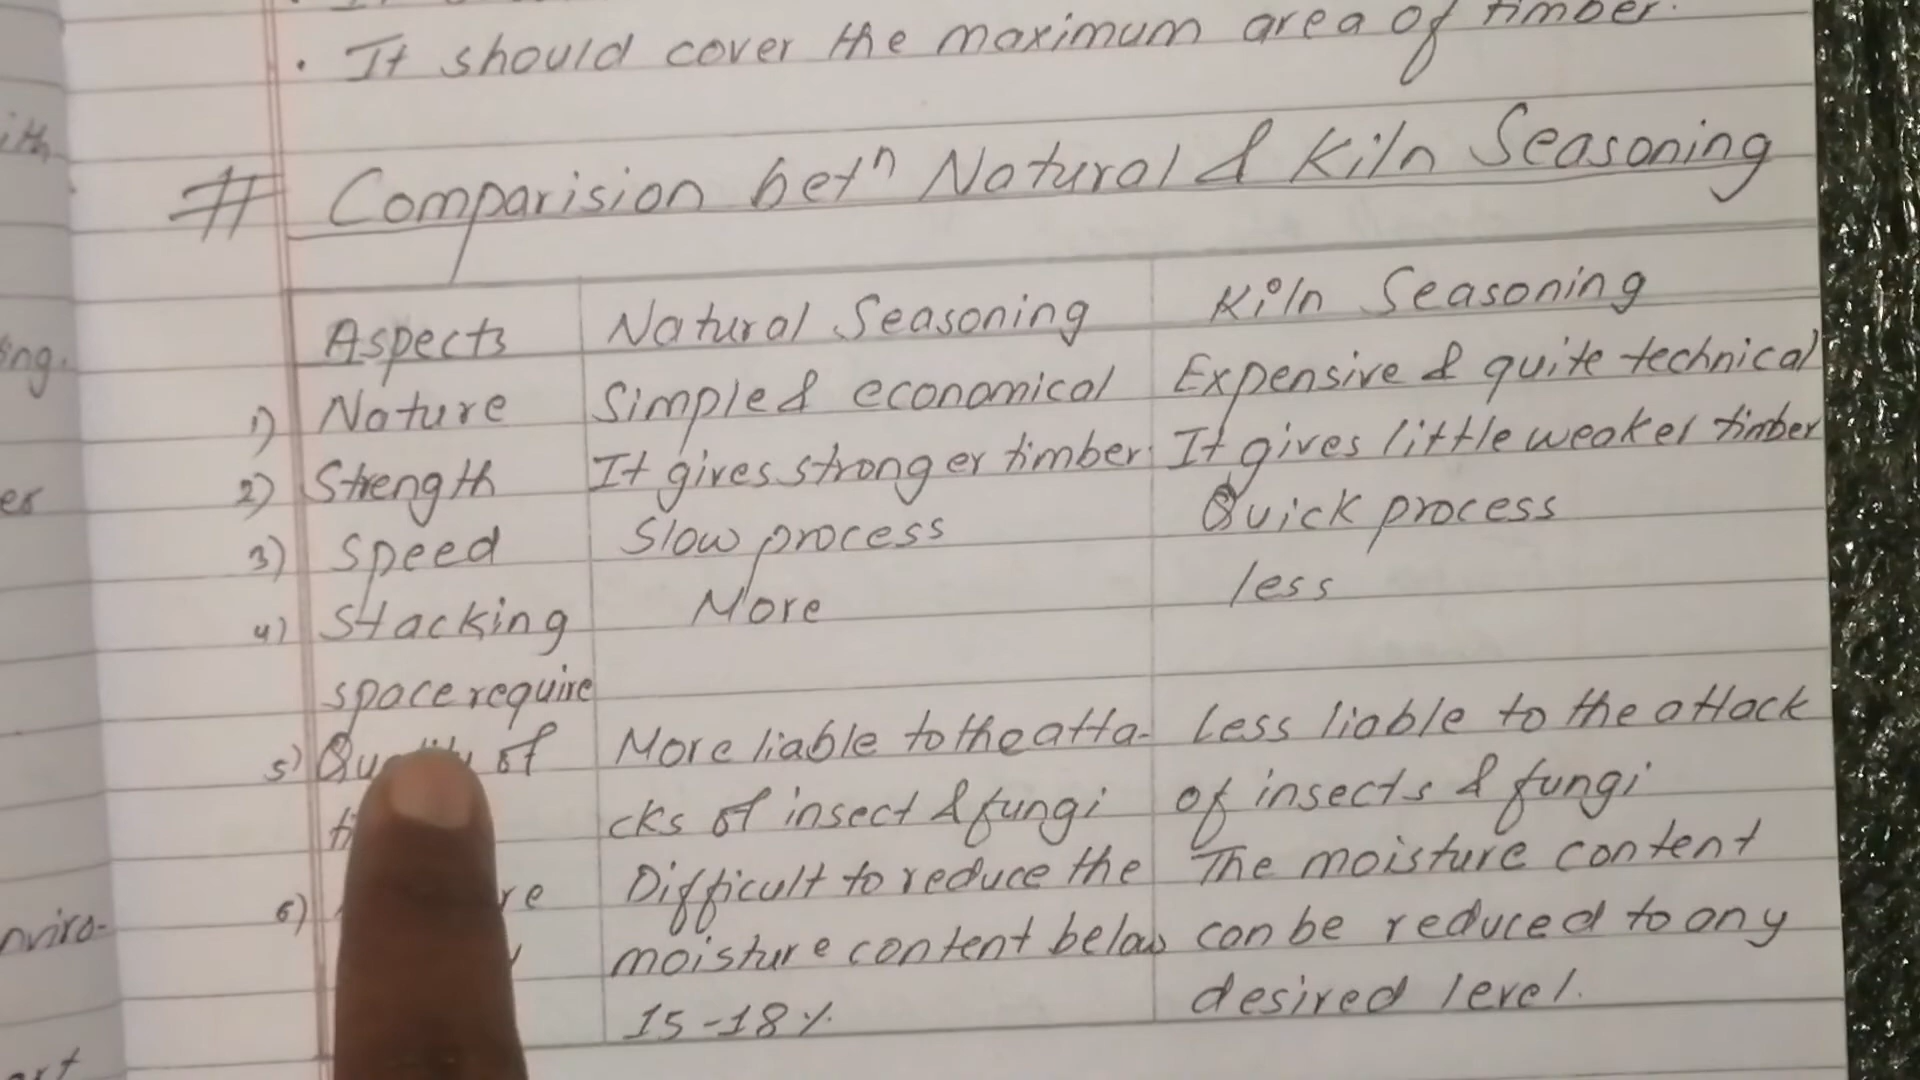 . It should cover the maximum area of timber.
# Comparision betn Natural & Kiln Seasoning
Aspects Natural Seasoning Kiln Seasoning
1) Nature Simple & economical Expensive & quite technical
2) Strength It gives stronger timber. It gives little weaker timber
3) Speed Slow process Quick process
4) Stacking More less
space require
5) of More liable to the atta- Less liable to the attack
cks of insect & fungi of insects & fungi
6) Difficult to reduce the The moisture content
moisture content below can be reduced to any
15-18% desired level.